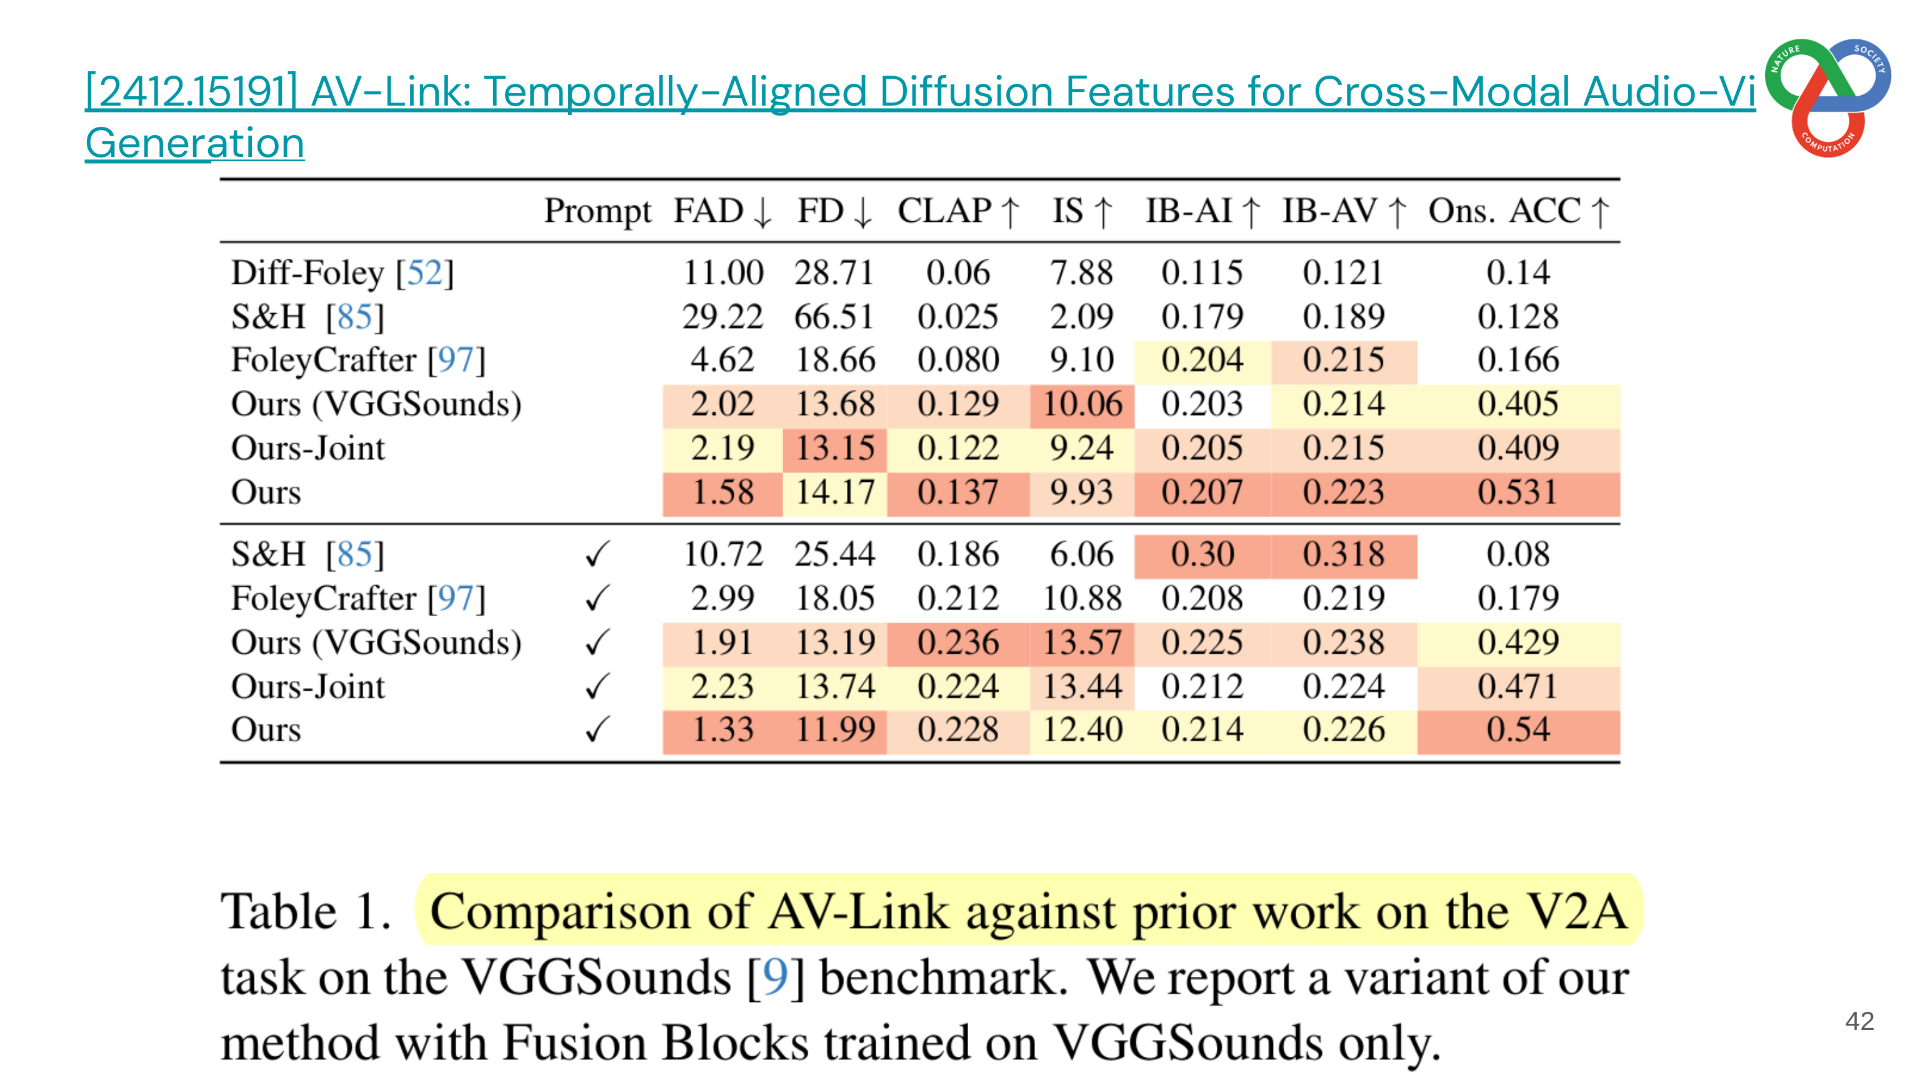 [2412.15191] AV-Link: Temporally-Aligned Diffusion Features for Cross-Modal Audio-Vi
Generation
NATURE SOCIETY COMPUTATION
Prompt FAD ↓ FD ↓ CLAP ↑ IS ↑ IB-AI ↑ IB-AV ↑ Ons. ACC ↑
Diff-Foley [52] 11.00 28.71 0.06 7.88 0.115 0.121 0.14
S&H [85] 29.22 66.51 0.025 2.09 0.179 0.189 0.128
FoleyCrafter [97] 4.62 18.66 0.080 9.10 0.204 0.215 0.166
Ours (VGGSounds) 2.02 13.68 0.129 10.06 0.203 0.214 0.405
Ours-Joint 2.19 13.15 0.122 9.24 0.205 0.215 0.409
Ours 1.58 14.17 0.137 9.93 0.207 0.223 0.531
S&H [85] ✓ 10.72 25.44 0.186 6.06 0.30 0.318 0.08
FoleyCrafter [97] ✓ 2.99 18.05 0.212 10.88 0.208 0.219 0.179
Ours (VGGSounds) ✓ 1.91 13.19 0.236 13.57 0.225 0.238 0.429
Ours-Joint ✓ 2.23 13.74 0.224 13.44 0.212 0.224 0.471
Ours ✓ 1.33 11.99 0.228 12.40 0.214 0.226 0.54
Table 1. Comparison of AV-Link against prior work on the V2A
task on the VGGSounds [9] benchmark. We report a variant of our
method with Fusion Blocks trained on VGGSounds only.
42